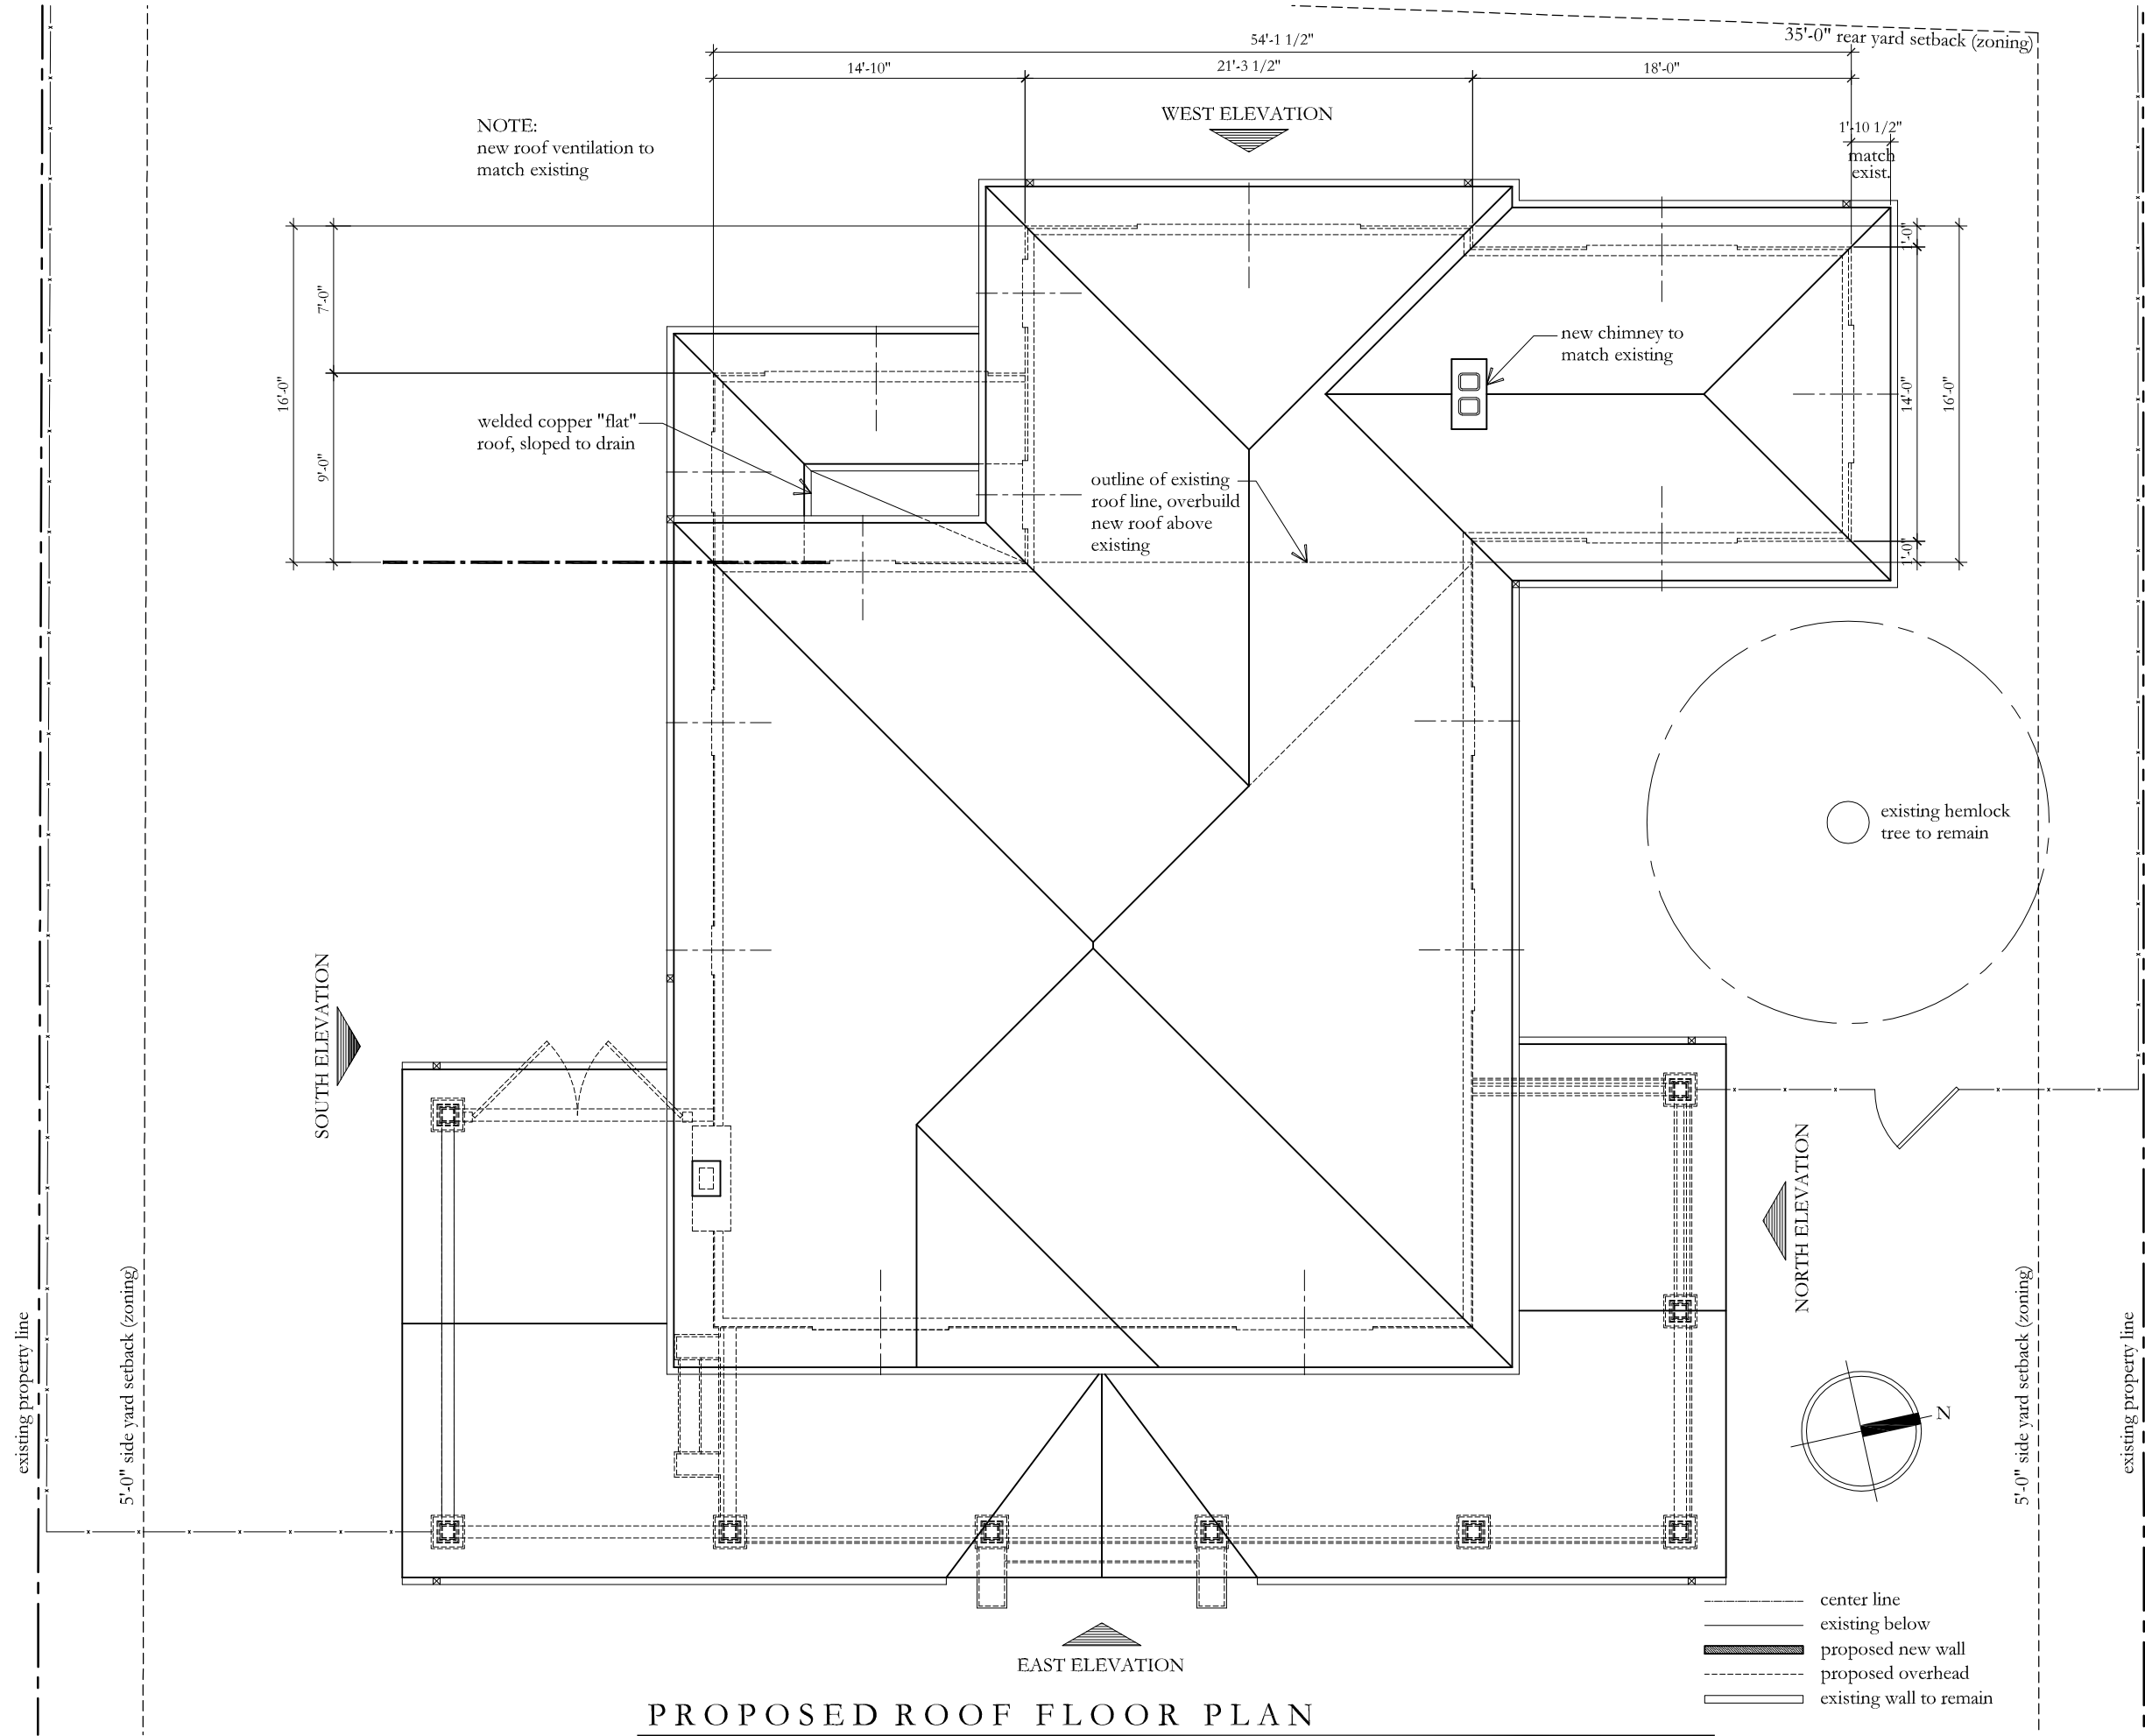 54'-1 1/2"
35'-0" rear yard setback (zoning)
14'-10"
21'-3 1/2"
18'-0"
WEST ELEVATION
1'-10 1/2"
match
exist.
NOTE:
new roof ventilation to
match existing
7'-0"
16'-0"
9'-0"
1'-0"
14'-0"
16'-0"
1'-0"
new chimney to
match existing
welded copper "flat"
roof, sloped to drain
outline of existing
roof line, overbuild
new roof above
existing
existing hemlock
tree to remain
SOUTH ELEVATION
NORTH ELEVATION
existing property line
5'-0" side yard setback (zoning)
5'-0" side yard setback (zoning)
existing property line
N
EAST ELEVATION
center line
existing below
proposed new wall
proposed overhead
existing wall to remain
PROPOSED ROOF FLOOR PLAN